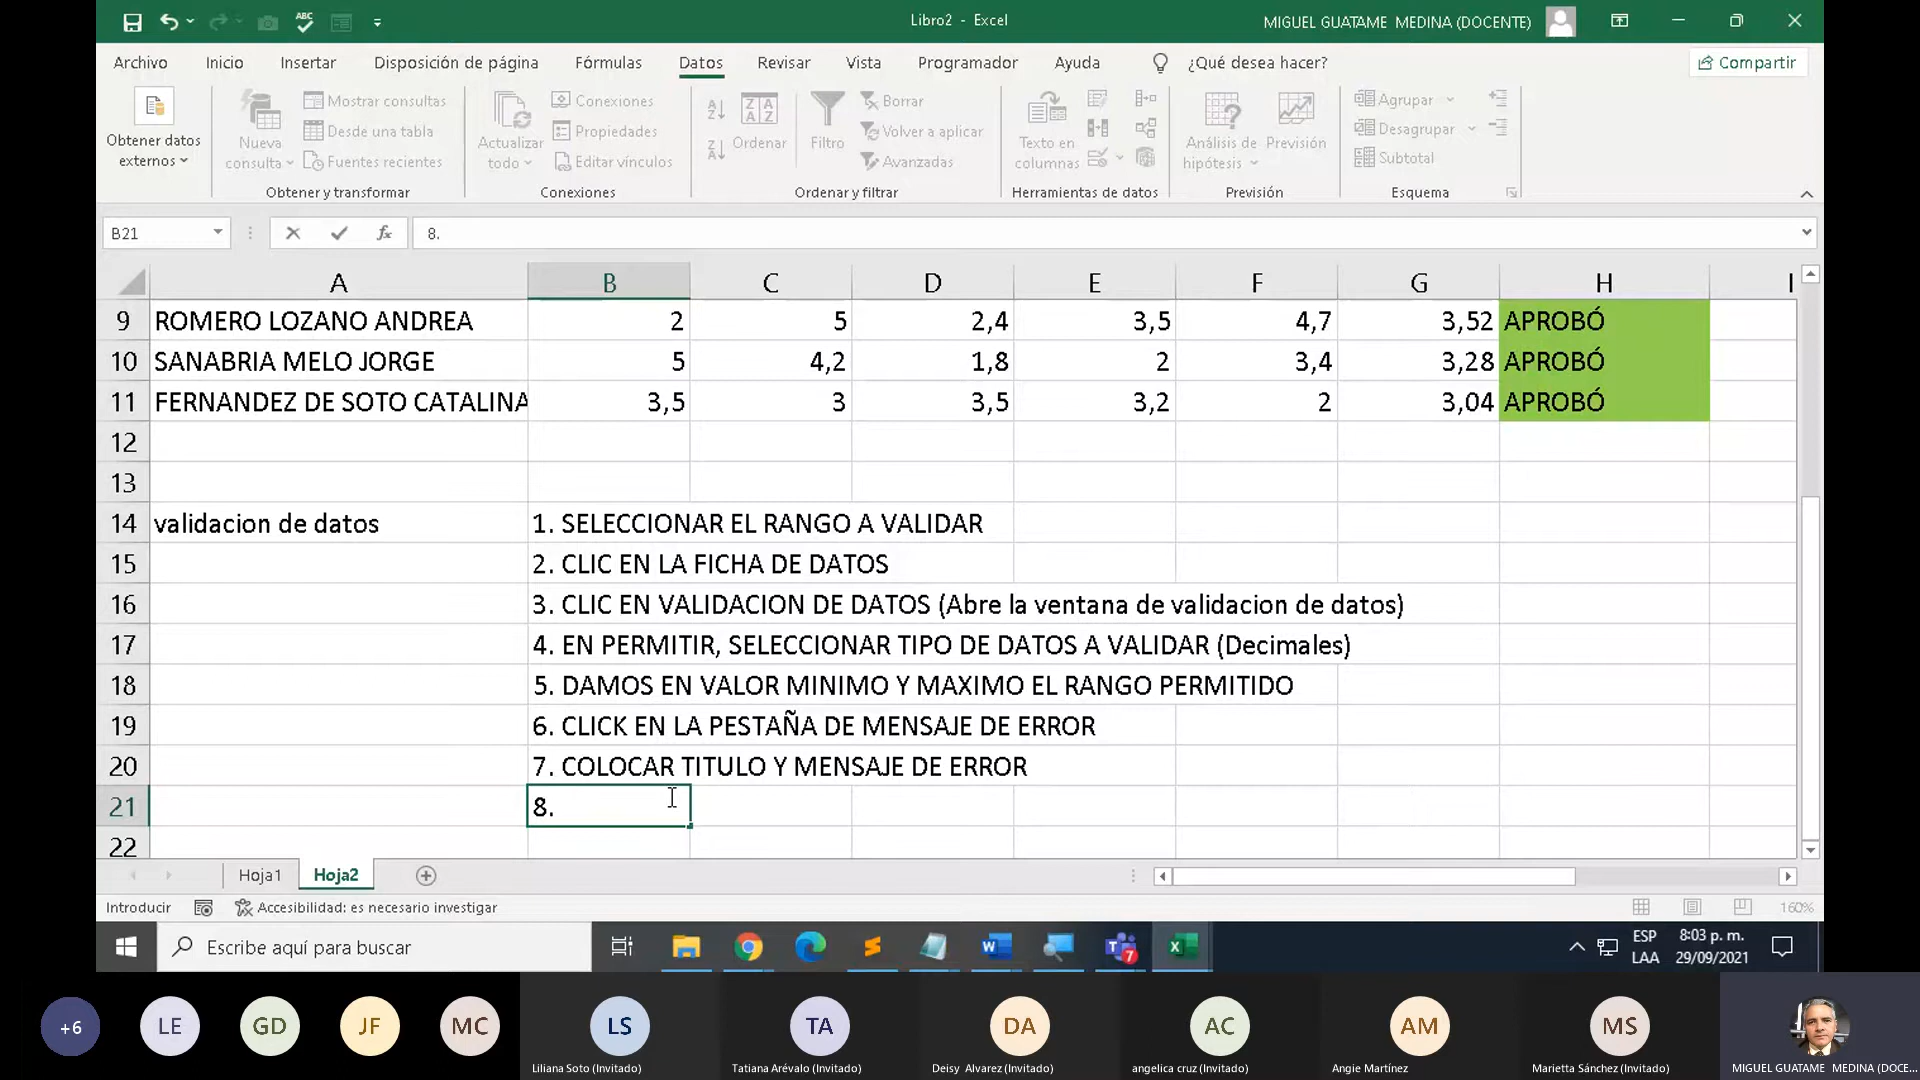 ABC
Libro2 - Excel
MIGUEL GUATAME MEDINA (DOCENTE)
Archivo Inicio Insertar Disposición de página Fórmulas Datos Revisar Vista Programador Ayuda ¿Qué desea hacer? Compartir
Obtener datos externos
Nueva consulta
Mostrar consultas
Desde una tabla
Fuentes recientes
Obtener y transformar
Actualizar todo
Conexiones
Propiedades
Editar vínculos
Conexiones
Ordenar
Filtro
Borrar
Volver a aplicar
Avanzadas
Ordenar y filtrar
Texto en columnas
Herramientas de datos
Análisis de hipótesis
Previsión
Previsión
Agrupar
Desagrupar
Subtotal
Esquema
B21 fx 8.
A B C D E F G H I
9 ROMERO LOZANO ANDREA 2 5 2,4 3,5 4,7 3,52 APROBÓ
10 SANABRIA MELO JORGE 5 4,2 1,8 2 3,4 3,28 APROBÓ
11 FERNANDEZ DE SOTO CATALINA 3,5 3 3,5 3,2 2 3,04 APROBÓ
12
13
14 validacion de datos 1. SELECCIONAR EL RANGO A VALIDAR
15 2. CLIC EN LA FICHA DE DATOS
16 3. CLIC EN VALIDACION DE DATOS (Abre la ventana de validacion de datos)
17 4. EN PERMITIR, SELECCIONAR TIPO DE DATOS A VALIDAR (Decimales)
18 5. DAMOS EN VALOR MINIMO Y MAXIMO EL RANGO PERMITIDO
19 6. CLICK EN LA PESTAÑA DE MENSAJE DE ERROR
20 7. COLOCAR TITULO Y MENSAJE DE ERROR
21 8.
22
Hoja1 Hoja2
Introducir Accesibilidad: es necesario investigar 160%
Escribe aquí para buscar
7
ESP
LAA
8:03 p. m.
29/09/2021
+6 LE GD JF MC LS TA DA AC AM MS
Liliana Soto (Invitado) Tatiana Arévalo (Invitado) Deisy Alvarez (Invitado) angelica cruz (Invitado) Angie Martínez Marietta Sánchez (Invitado) MIGUEL GUATAME MEDINA (DOCE...